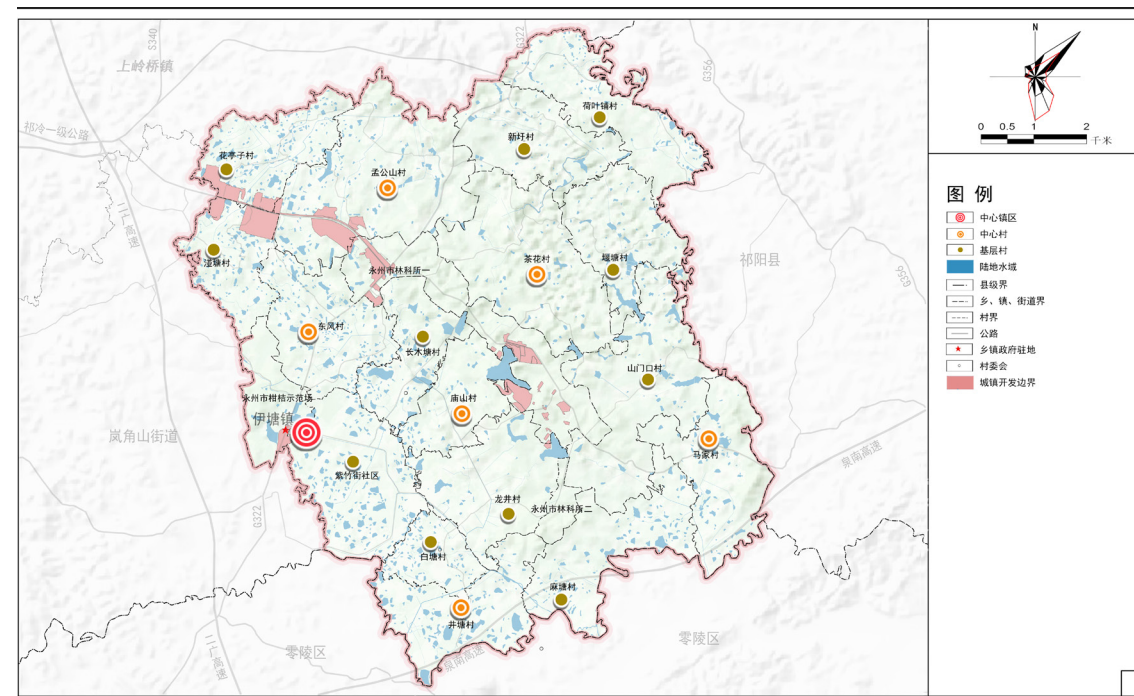 N
0 0.5 1 2
千米
图例
中心镇区
中心村
基层村
陆地水域
县级界
乡、镇、街道界
村界
公路
乡镇政府驻地
村委会
城镇开发边界
S340
G322
上岭桥镇
G356
祁冷一级公路
荷叶铺村
新圩村
花亭子村
孟公山村
二广高速
湴塘村
永州市林科所一
茶花村
堰塘村
祁阳县
G356
东风村
长木塘村
山门口村
永州市柑桔示范场
伊塘镇
庙山村
岚角山街道
马家村
泉南高速
紫竹街社区
龙井村
永州市林科所二
G322
白塘村
麻塘村
井塘村
二广高速
零陵区
泉南高速
零陵区